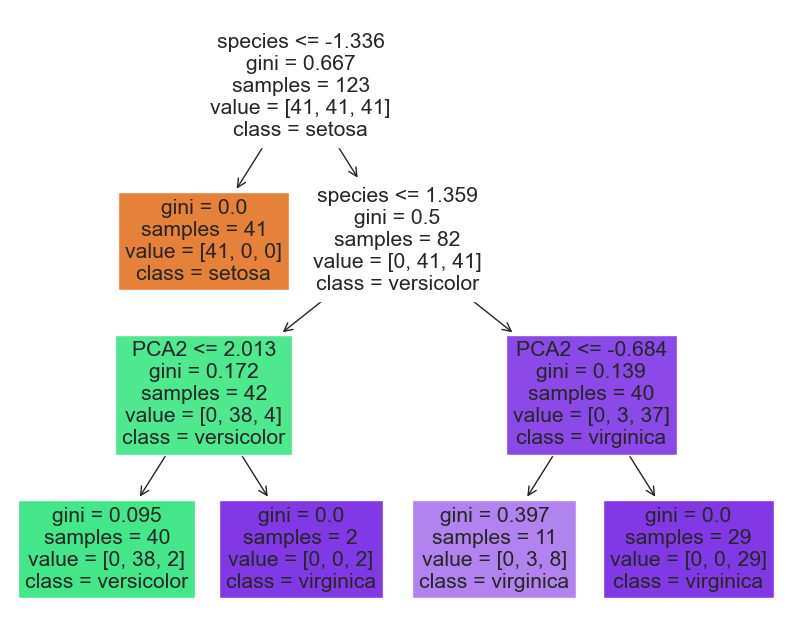 species <= -1.336
gini = 0.667
samples = 123
value = [41, 41, 41]
class = setosa
gini = 0.0
samples = 41
value = [41, 0, 0]
class = setosa
species <= 1.359
gini = 0.5
samples = 82
value = [0, 41, 41]
class = versicolor
PCA2 <= 2.013
gini = 0.172
samples = 42
value = [0, 38, 4]
class = versicolor
PCA2 <= -0.684
gini = 0.139
samples = 40
value = [0, 3, 37]
class = virginica
gini = 0.095
samples = 40
value = [0, 38, 2]
class = versicolor
gini = 0.0
samples = 2
value = [0, 0, 2]
class = virginica
gini = 0.397
samples = 11
value = [0, 3, 8]
class = virginica
gini = 0.0
samples = 29
value = [0, 0, 29]
class = virginica